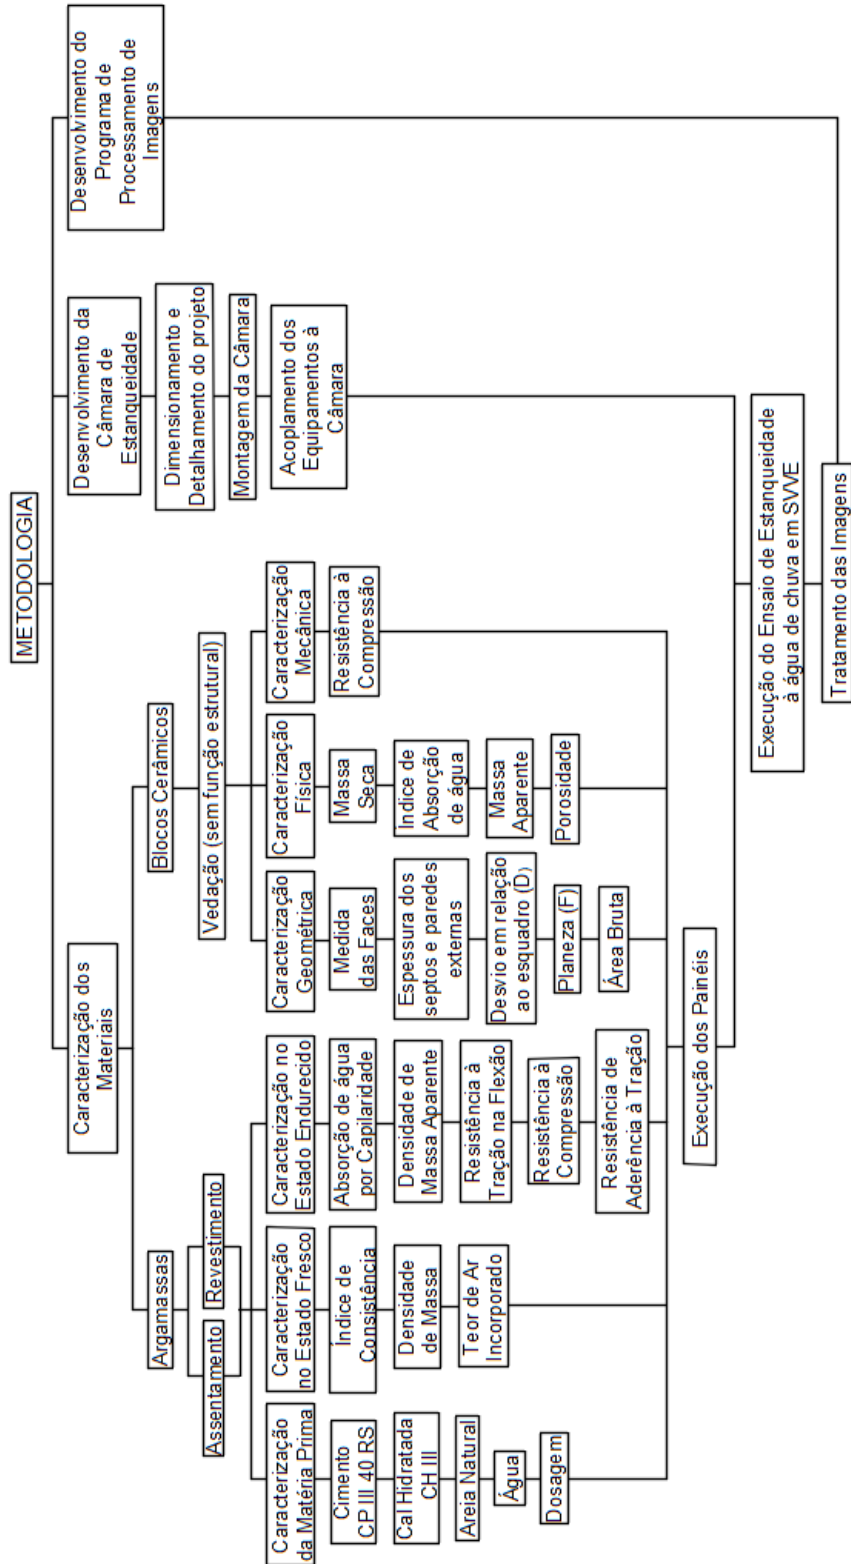 METODOLOGIA
Caracterização dos
Materiais
Argamassas
Assentamento
Revestimento
Caracterização
da Matéria Prima
Cimento
CP III 40 RS
Cal Hidratada
CH III
Areia Natural
Água
Dosagem
Caracterização
no Estado Fresco
Índice de
Consistência
Densidade
de Massa
Teor de Ar
Incorporado
Caracterização no
Estado Endurecido
Absorção de água
por Capilaridade
Densidade de
Massa Aparente
Resistência à
Tração na Flexão
Resistência à
Compressão
Resistência de
Aderência à Tração
Blocos Cerâmicos
Vedação (sem função estrutural)
Caracterização
Geométrica
Medida
das Faces
Espessura dos
septos e paredes
externas
Desvio em relação
ao esquadro (D)
Planeza (F)
Área Bruta
Caracterização
Física
Massa
Seca
Índice de
Absorção
de água
Massa
Aparente
Porosidade
Caracterização
Mecânica
Resistência à
Compressão
Execução dos Painéis
Desenvolvimento da
Câmara de
Estanqueidade
Dimensionamento e
Detalhamento do projeto
Montagem da Câmara
Acoplamento dos
Equipamentos à
Câmara
Execução do Ensaio de Estanqueidade
à água de chuva em SVVE
Desenvolvimento do
Programa de
Processamento de
Imagens
Tratamento das Imagens